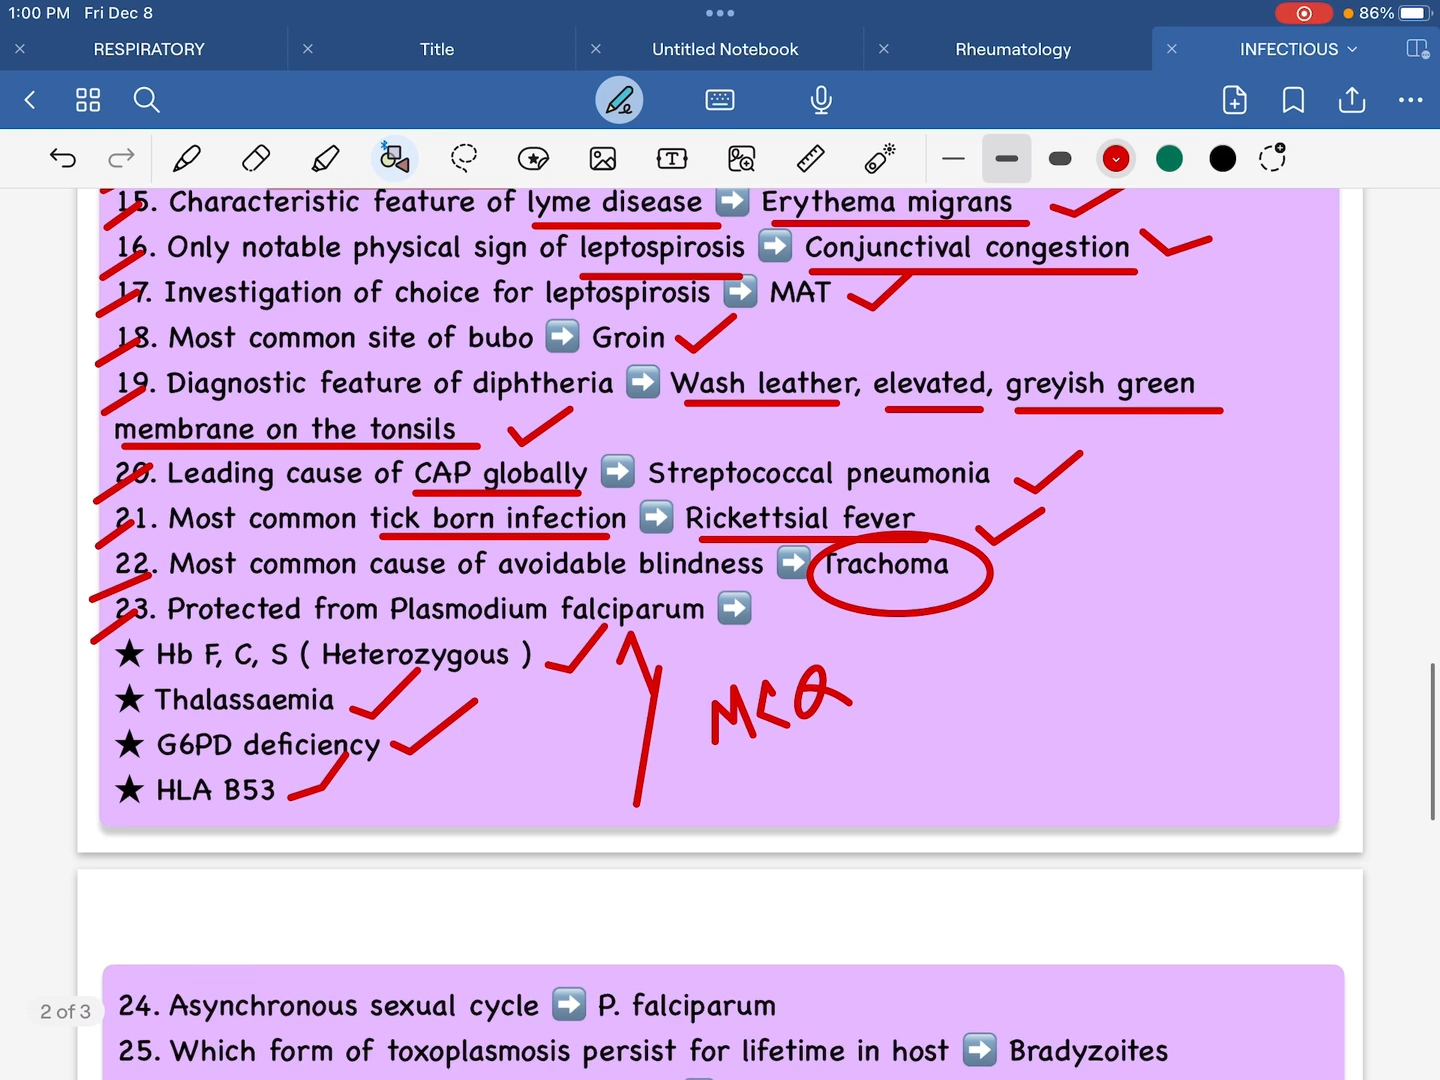 1:00 PM Fri Dec 8
86%
RESPIRATORY
Title
Untitled Notebook
Rheumatology
INFECTIOUS
15. Characteristic feature of lyme disease ➡ Erythema migrans
16. Only notable physical sign of leptospirosis ➡ Conjunctival congestion
17. Investigation of choice for leptospirosis ➡ MAT
18. Most common site of bubo ➡ Groin
19. Diagnostic feature of diphtheria ➡ Wash leather, elevated, greyish green
membrane on the tonsils
20. Leading cause of CAP globally ➡ Streptococcal pneumonia
21. Most common tick born infection ➡ Rickettsial fever
22. Most common cause of avoidable blindness ➡ Trachoma
23. Protected from Plasmodium falciparum ➡
★ Hb F, C, S ( Heterozygous )
★ Thalassaemia
MCQ
★ G6PD deficiency
★ HLA B53
24. Asynchronous sexual cycle ➡ P. falciparum
2 of 3
25. Which form of toxoplasmosis persist for lifetime in host ➡ Bradyzoites